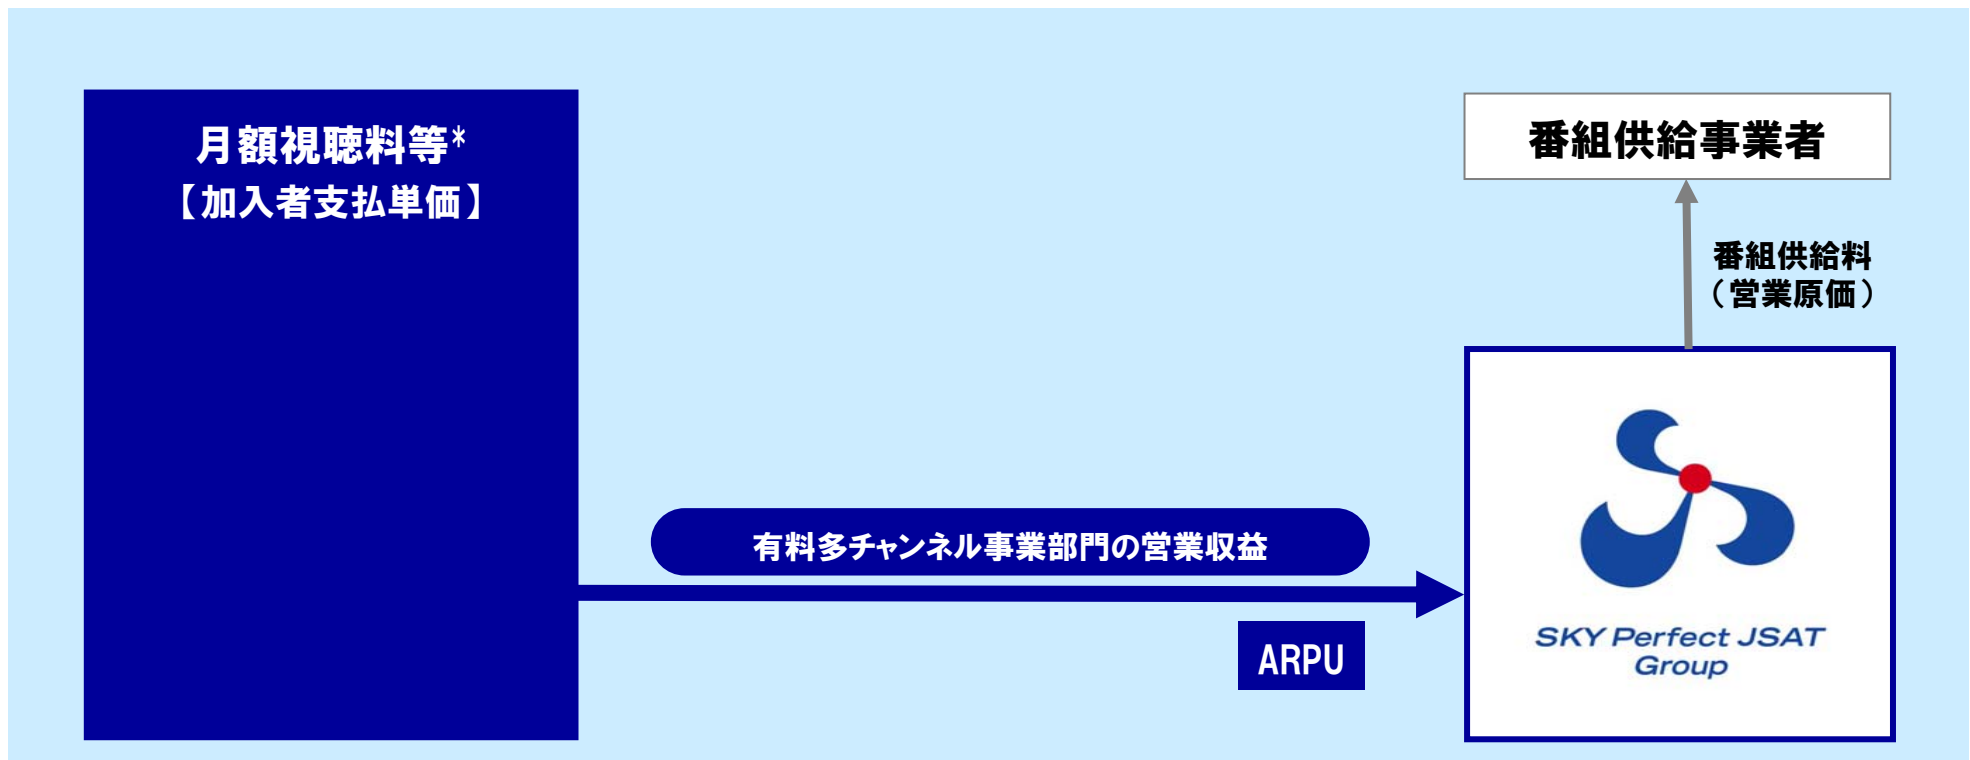 月額視聴料等*
【加入者支払単価】
番組供給事業者
番組供給料
（営業原価）
有料多チャンネル事業部門の営業収益
ARPU
SKY Perfect JSAT
Group